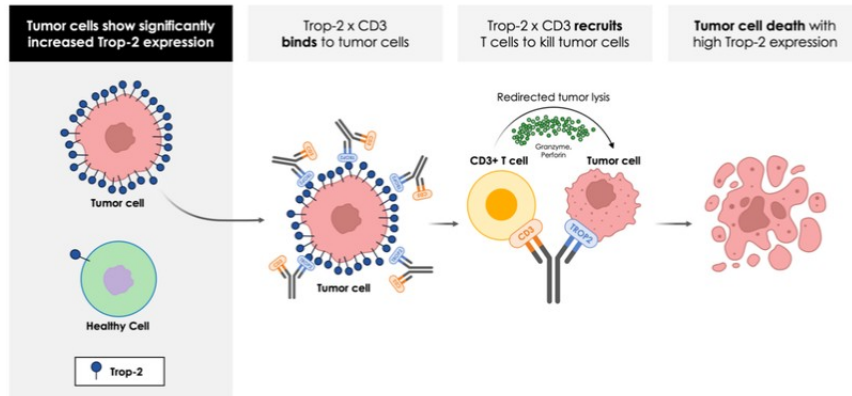 Tumor cells show significantly
increased Trop-2 expression
Trop-2 x CD3
binds to tumor cells
Trop-2 x CD3 recruits
T cells to kill tumor cells
Tumor cell death with
high Trop-2 expression
Tumor cell
Healthy Cell
Trop-2
Tumor cell
Redirected tumor lysis
Granzyme,
Perforin
CD3+ T cell
Tumor cell
CD3
TROP2